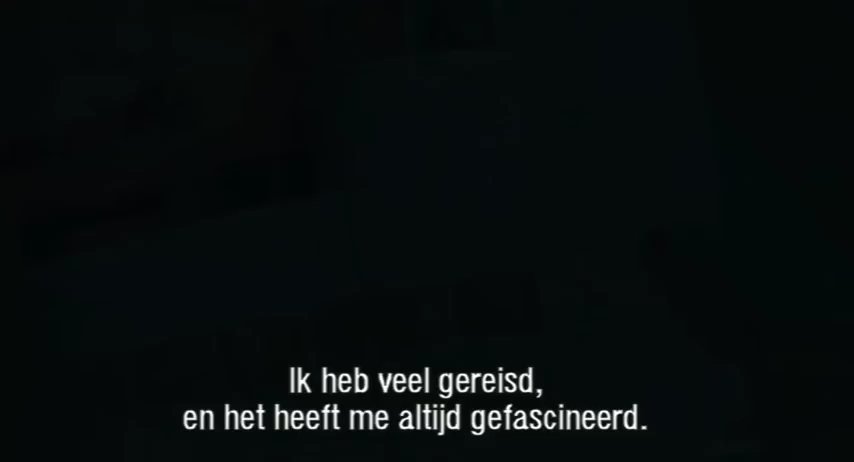 Ik heb veel gereisd,
en het heeft me altijd gefascineerd.